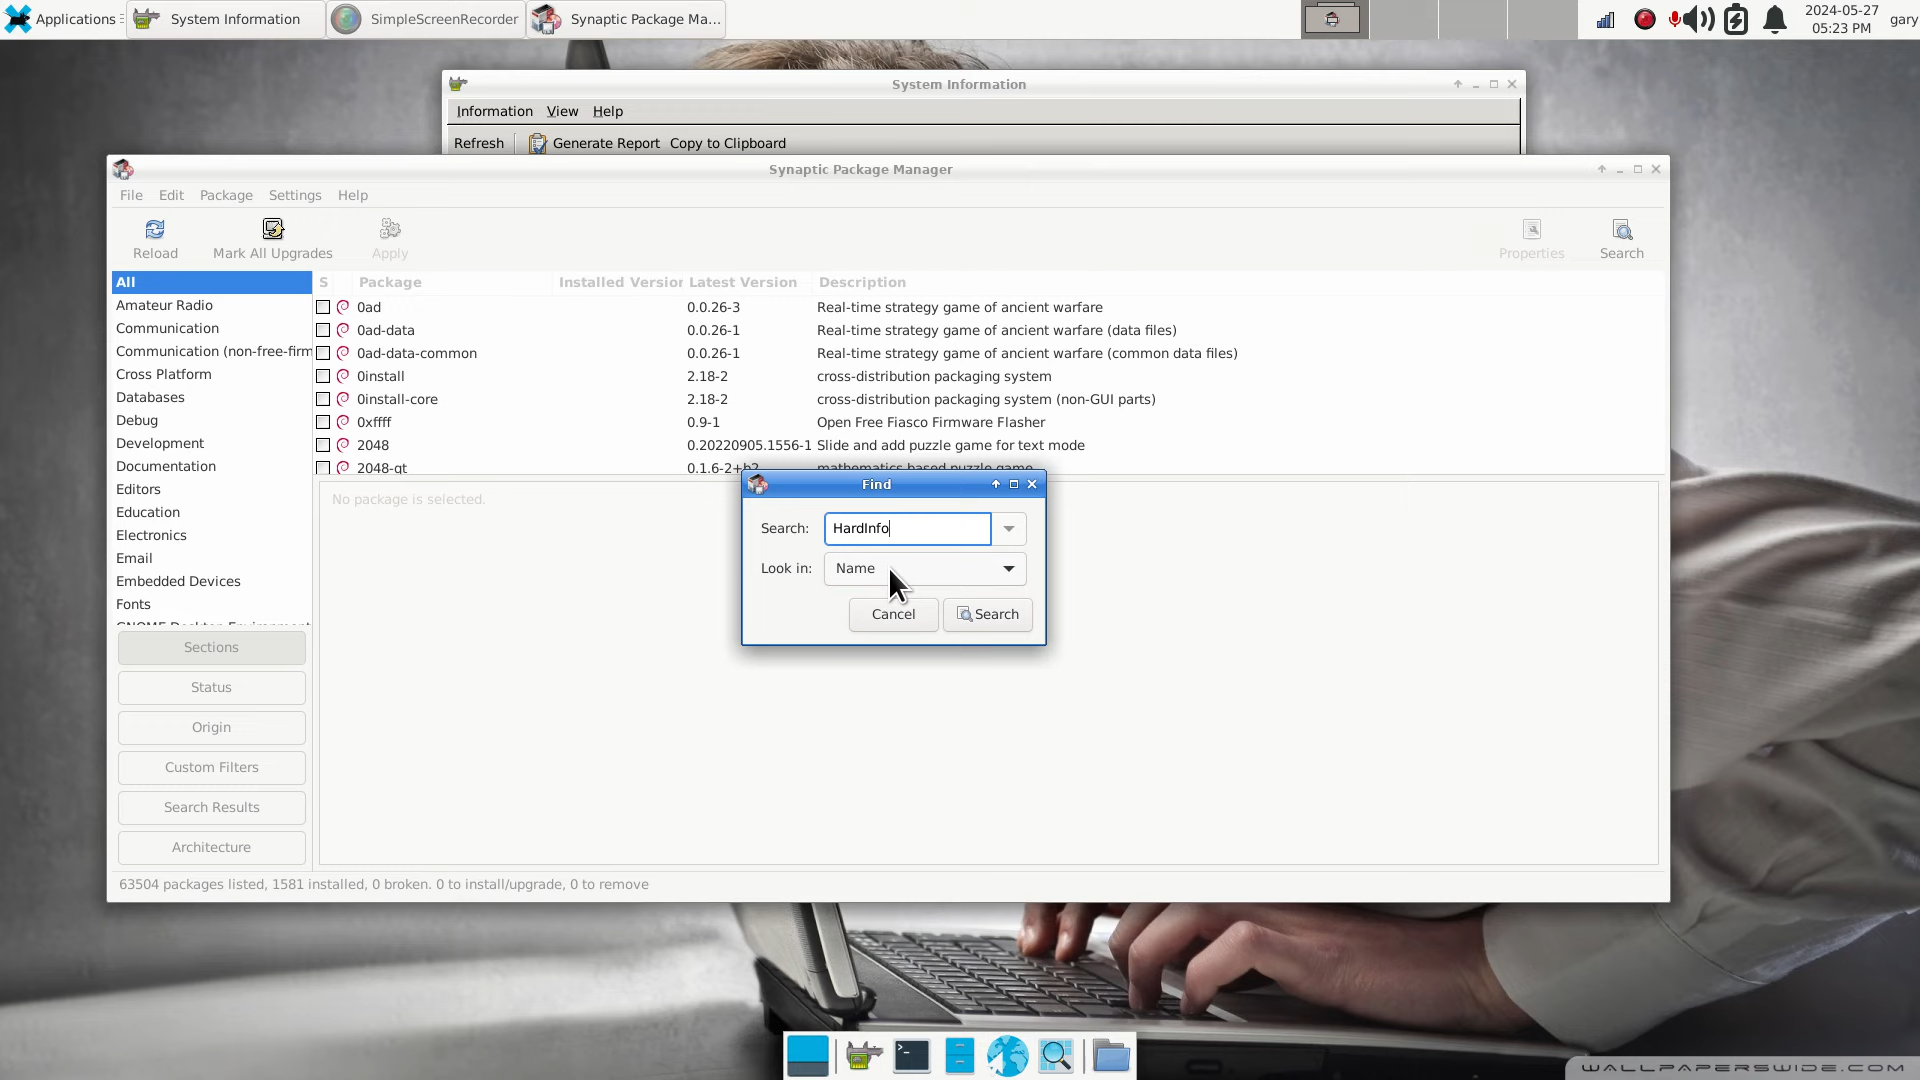 Applications
System Information
SimpleScreenRecorder
Synaptic Package Ma...
2024-05-27
05:23 PM
gary
System Information
Information View Help
Refresh Generate Report Copy to Clipboard
Synaptic Package Manager
File Edit Package Settings Help
Reload Mark All Upgrades Apply Properties Search
All
Amateur Radio
Communication
Communication (non-free-firm
Cross Platform
Databases
Debug
Development
Documentation
Editors
Education
Electronics
Email
Embedded Devices
Fonts
S Package Installed Version Latest Version Description
0ad 0.0.26-3 Real-time strategy game of ancient warfare
0ad-data 0.0.26-1 Real-time strategy game of ancient warfare (data files)
0ad-data-common 0.0.26-1 Real-time strategy game of ancient warfare (common data files)
0install 2.18-2 cross-distribution packaging system
0install-core 2.18-2 cross-distribution packaging system (non-GUI parts)
0xffff 0.9-1 Open Free Fiasco Firmware Flasher
2048 0.20220905.1556-1 Slide and add puzzle game for text mode
2048-qt 0.1.6-2+b2 mathematics based puzzle game
No package is selected.
Find
Search: HardInfo
Look in: Name
Cancel Search
Sections
Status
Origin
Custom Filters
Search Results
Architecture
63504 packages listed, 1581 installed, 0 broken. 0 to install/upgrade, 0 to remove
WALLPAPERSWIDE.COM